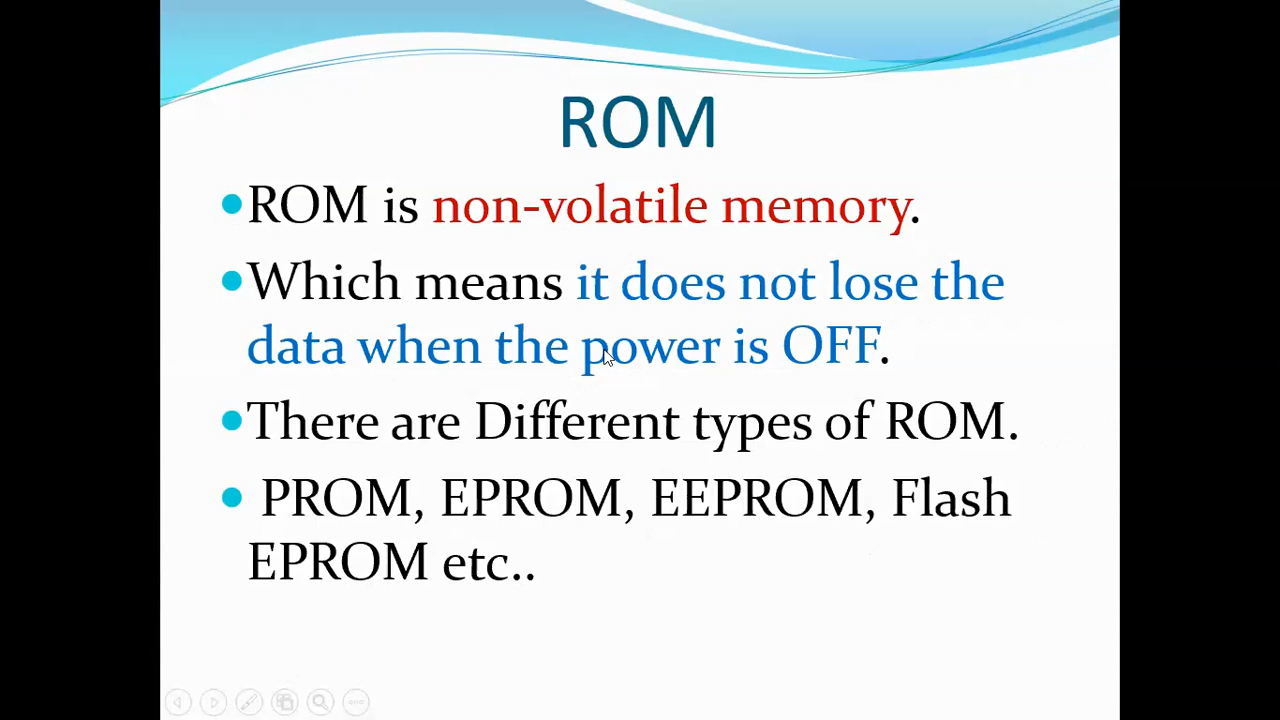 ROM
•ROM is non-volatile memory.
•Which means it does not lose the
data when the power is OFF.
•There are Different types of ROM.
• PROM, EPROM, EEPROM, Flash
EPROM etc..